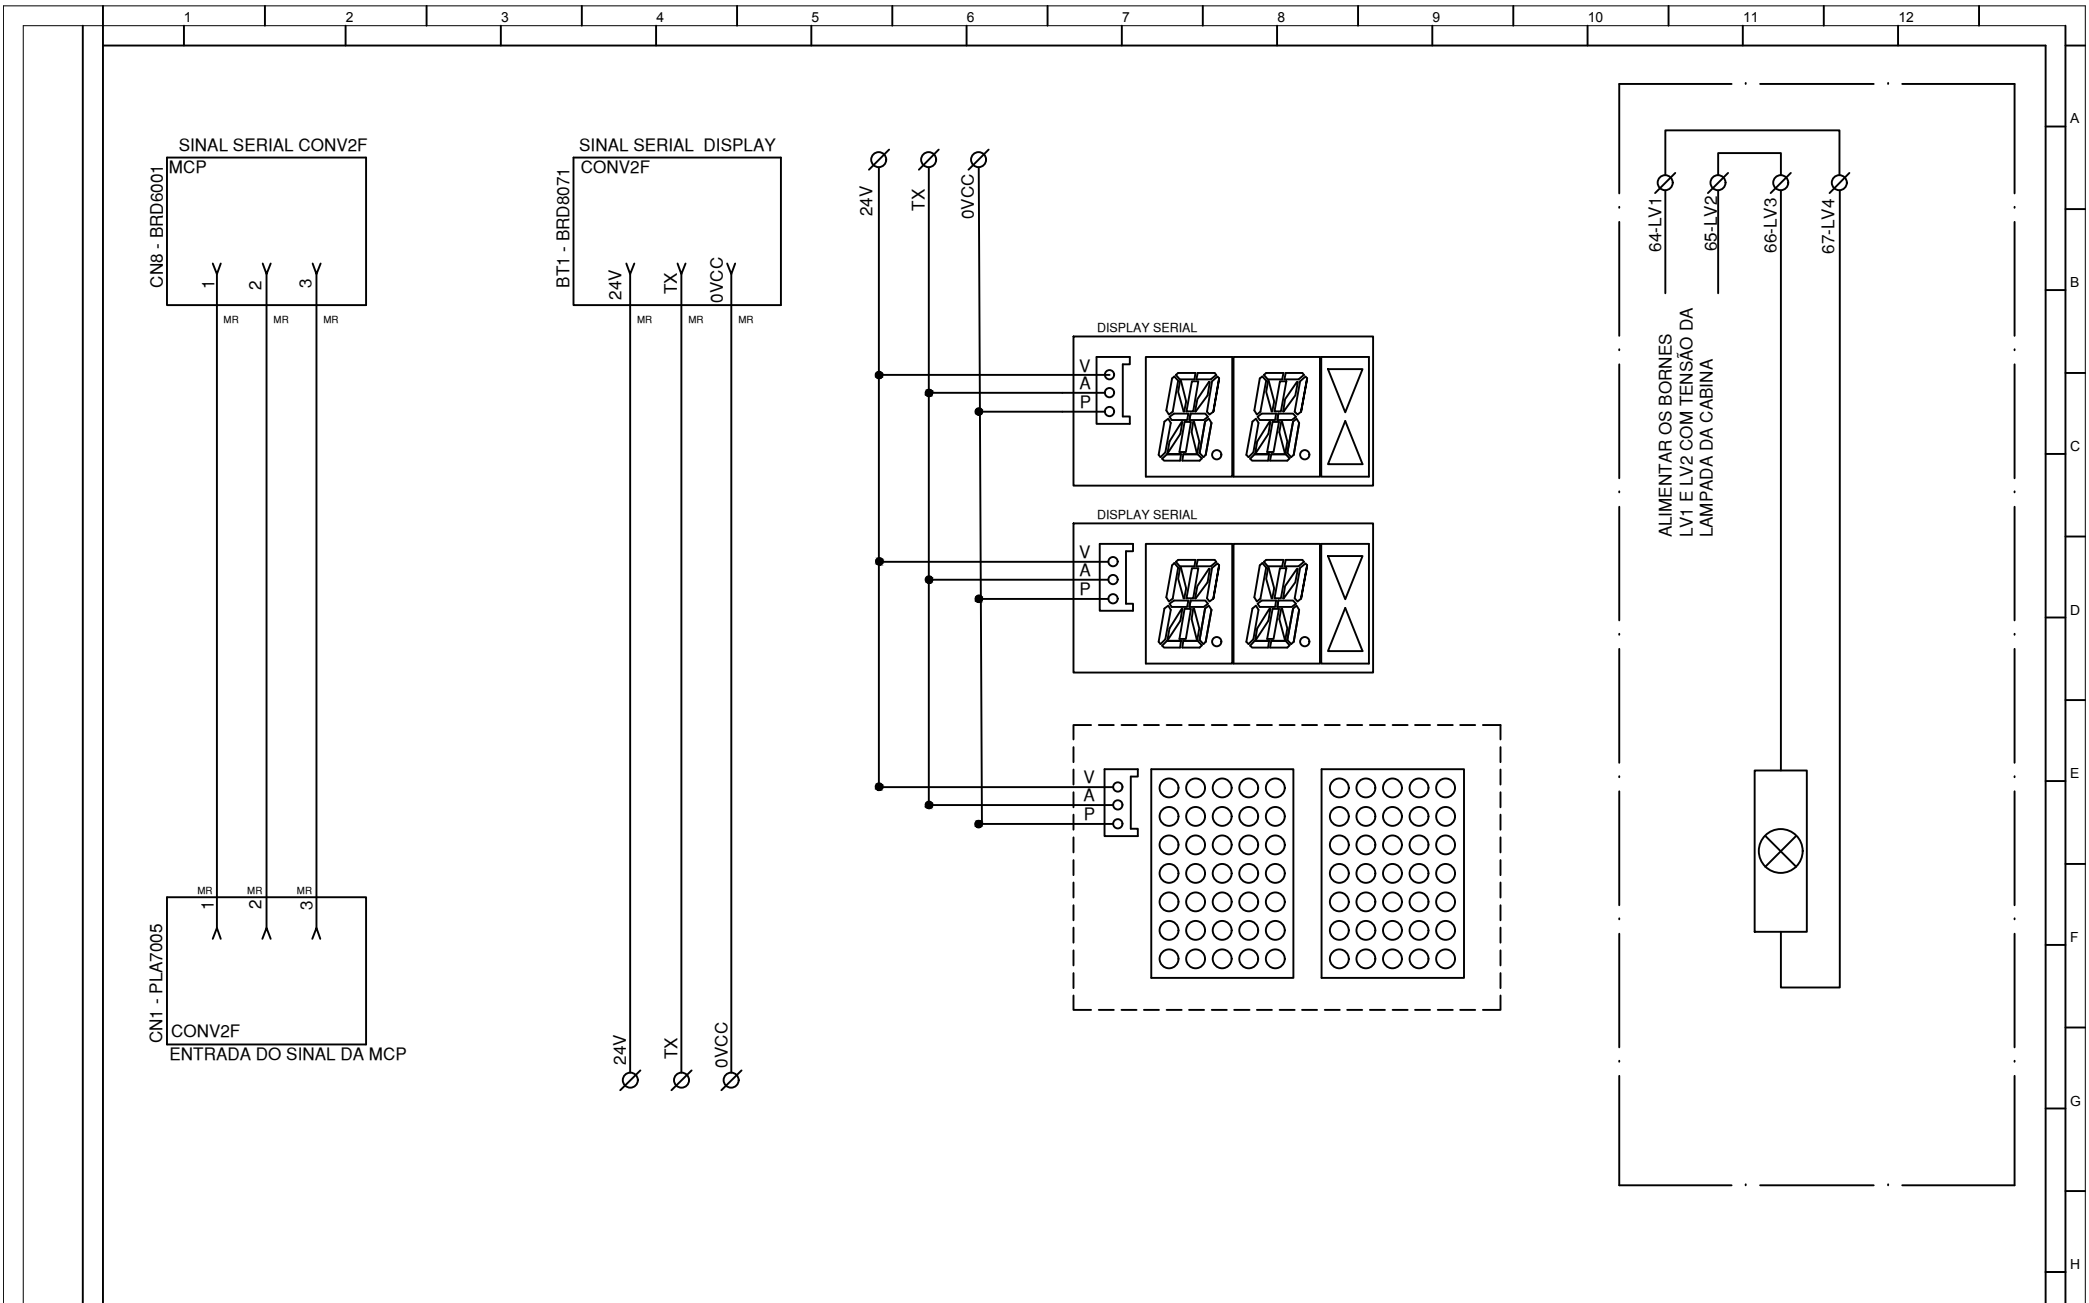 1 2 3 4 5 6 7 8 9 10 11 12
A
B
C
D
E
F
G
H
SINAL SERIAL CONV2F
MCP
CN8 - BRD6001
1 2 3
MR MR MR
MR MR MR
1 2 3
CN1 - PLA7005
CONV2F
ENTRADA DO SINAL DA MCP
SINAL SERIAL DISPLAY
CONV2F
BT1 - BRD8071
24V TX 0VCC
MR MR MR
24V TX 0VCC
24V TX 0VCC
DISPLAY SERIAL
V
A
P
DISPLAY SERIAL
V
A
P
V
A
P
64-LV1
65-LV2
66-LV3
67-LV4
ALIMENTAR OS BORNES
LV1 E LV2 COM TENSÃO DA
LAMPADA DA CABINA